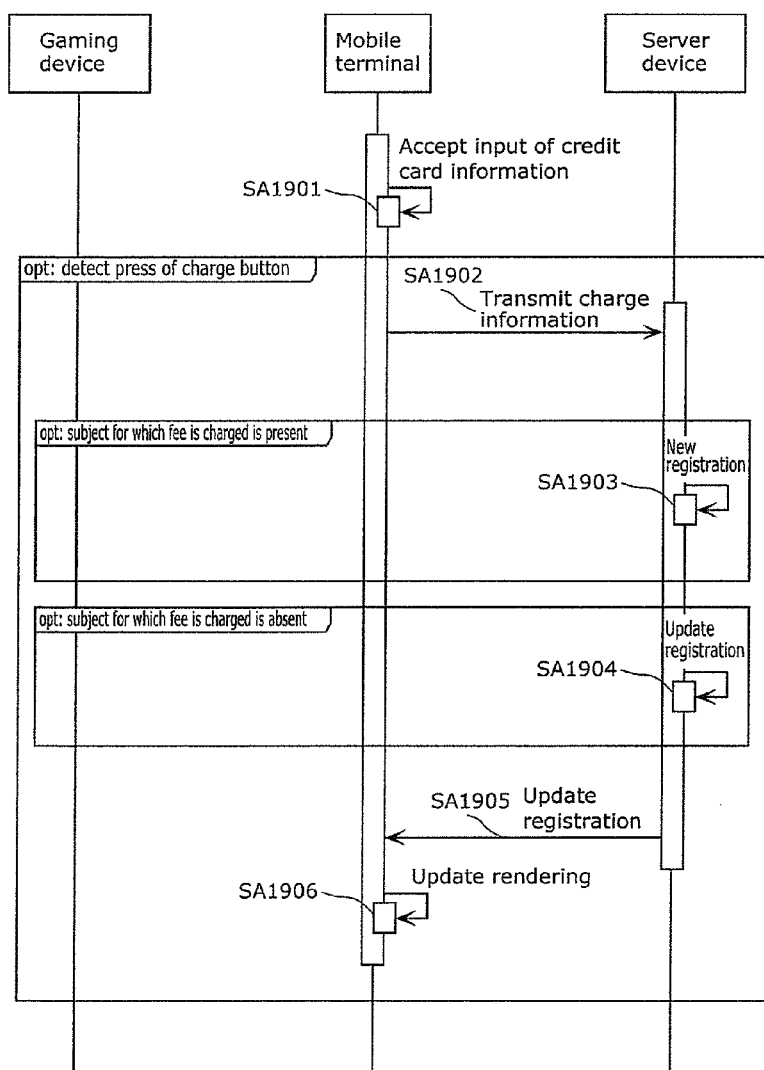 Gaming
device
Mobile
terminal
Server
device
Accept input of credit
card information
SA1901
opt: detect press of charge button
SA1902
Transmit charge
information
opt: subject for which fee is charged is present
New
registration
SA1903
opt: subject for which fee is charged is absent
Update
registration
SA1904
SA1905
Update
registration
Update rendering
SA1906